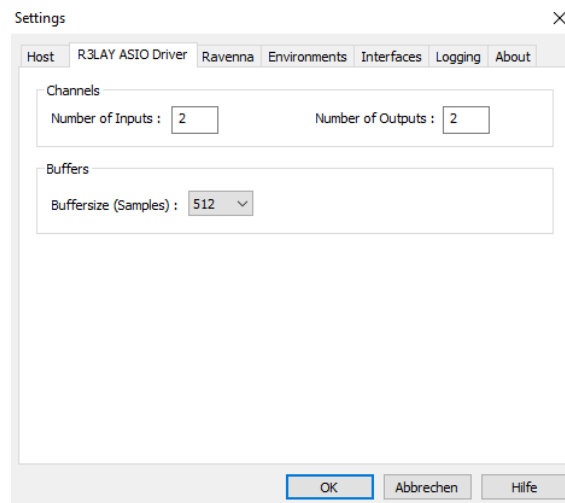 Settings
Host R3LAY ASIO Driver Ravenna Environments Interfaces Logging About
Channels
Number of Inputs : 2 Number of Outputs : 2
Buffers
Buffersize (Samples) : 512
OK Abbrechen Hilfe